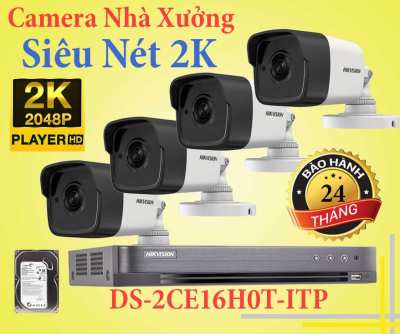 Camera Nhà Xưởng
Siêu Nét 2K
2K
2048P
PLAYER HD
HIKVISION
HIKVISION
HIKVISION
HIKVISION
BẢO HÀNH
24
THÁNG
HIKVISION
DS-2CE16H0T-ITP